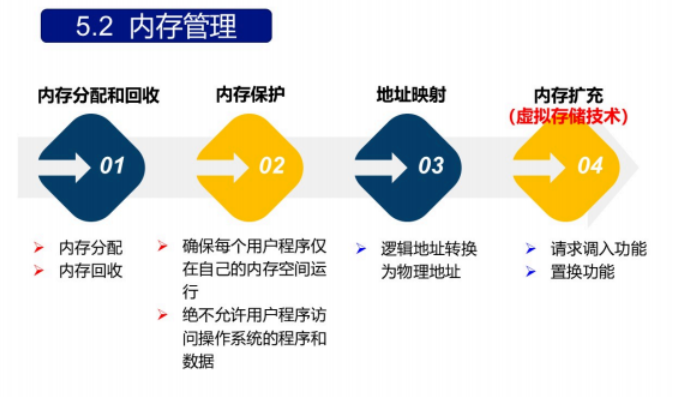 5.2 内存管理
内存分配和回收
01
内存分配
内存回收
内存保护
02
确保每个用户程序仅
在自己的内存空间运
行
绝不允许用户程序访
问操作系统的程序和
数据
地址映射
03
逻辑地址转换
为物理地址
内存扩充
(虚拟存储技术)
04
请求调入功能
置换功能